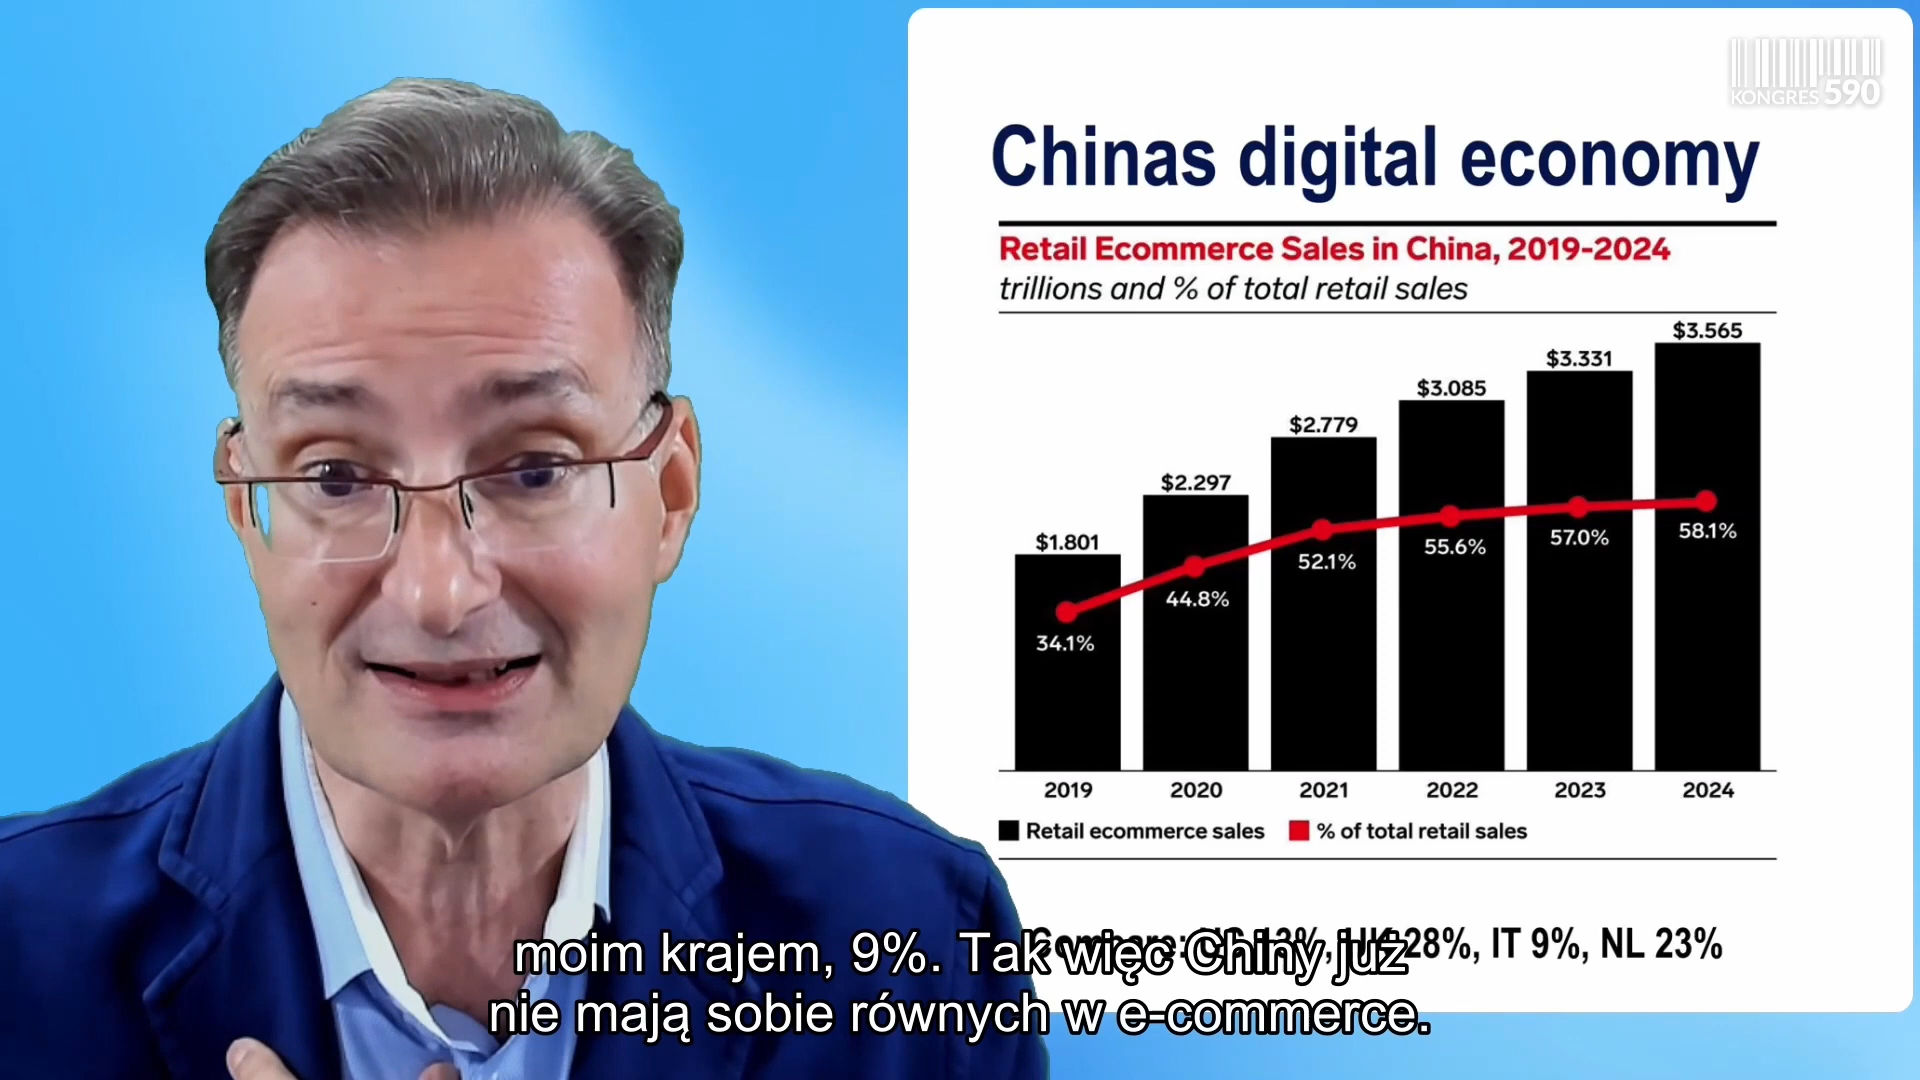 KONGRES 590
Chinas digital economy
Retail Ecommerce Sales in China, 2019-2024
trillions and % of total retail sales
$1.801
$2.297
$2.779
$3.085
$3.331
$3.565
34.1%
44.8%
52.1%
55.6%
57.0%
58.1%
2019
2020
2021
2022
2023
2024
Retail ecommerce sales
% of total retail sales
28%, IT 9%, NL 23%
moim krajem, 9%. Tak więc Chiny już
nie mają sobie równych w e-commerce.